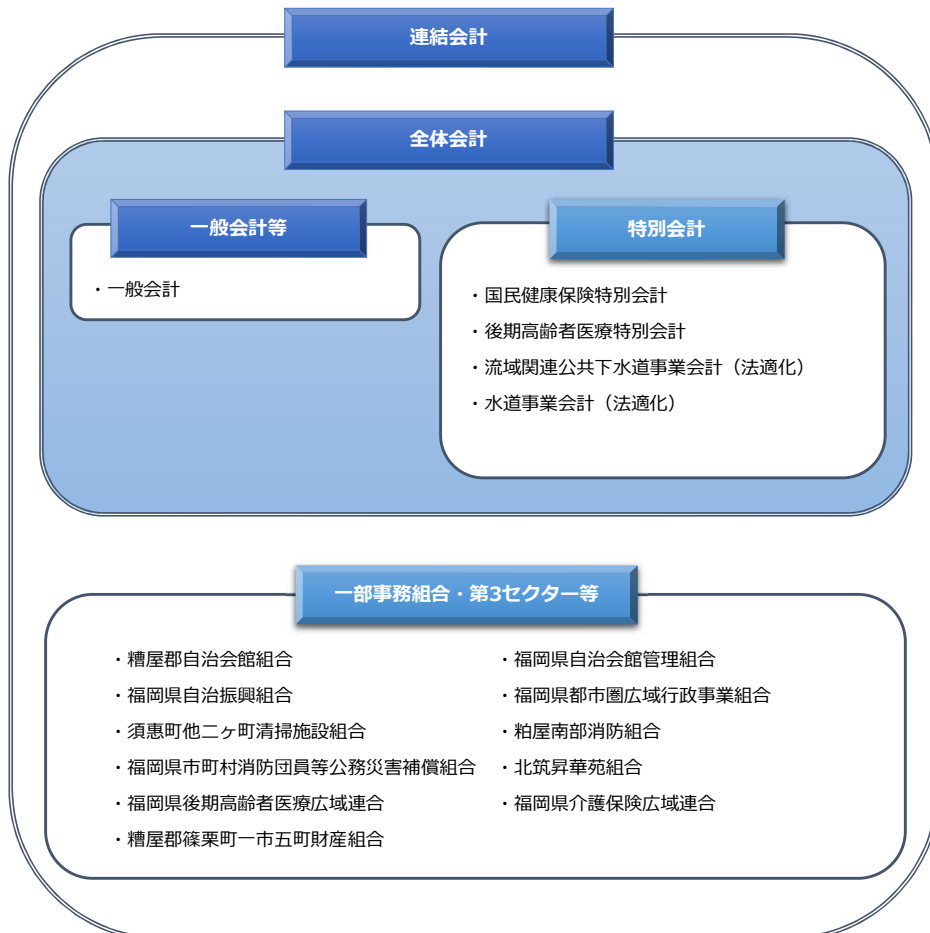 連結会計
全体会計
一般会計等
・一般会計
特別会計
・国民健康保険特別会計
・後期高齢者医療特別会計
・流域関連公共下水道事業会計（法適化）
・水道事業会計（法適化）
一部事務組合・第3セクター等
・糟屋郡自治会館組合
・福岡県自治振興組合
・須惠町他二ヶ町清掃施設組合
・福岡県市町村消防団員等公務災害補償組合
・福岡県後期高齢者医療広域連合
・糟屋郡篠栗町一市五町財産組合
・福岡県自治会館管理組合
・福岡県都市圏広域行政事業組合
・粕屋南部消防組合
・北筑昇華苑組合
・福岡県介護保険広域連合